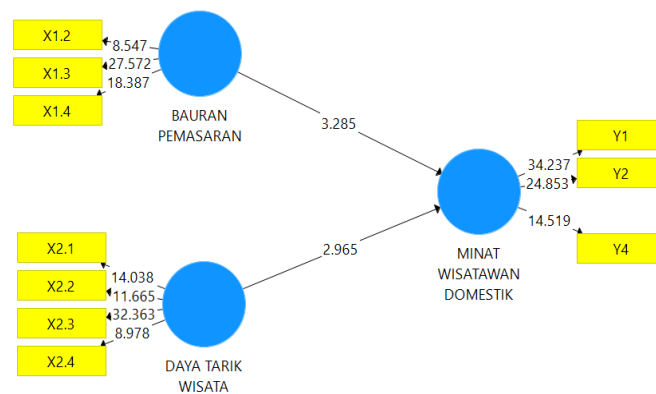 X1.2
X1.3
X1.4
8.547
27.572
18.387
BAURAN
PEMASARAN
3.285
Y1
Y2
Y4
34.237
24.853
14.519
MINAT
WISATAWAN
DOMESTIK
2.965
X2.1
X2.2
X2.3
X2.4
14.038
11.665
32.363
8.978
DAYA TARIK
WISATA